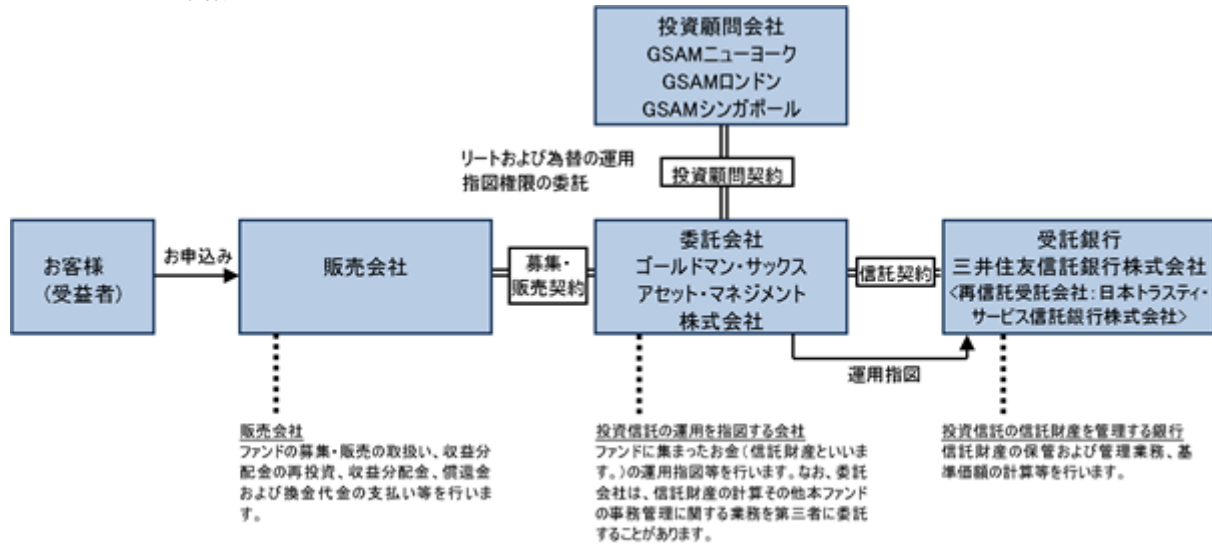 投資顧問会社
GSAMニューヨーク
GSAMロンドン
GSAMシンガポール
リートおよび為替の運用
指図権限の委託
投資顧問契約
お客様
（受益者）
お申込み
販売会社
募集・
販売契約
委託会社
ゴールドマン・サックス
アセット・マネジメント
株式会社
信託契約
受託銀行
三井住友信託銀行株式会社
<再信託受託会社：日本トラスティ・
サービス信託銀行株式会社>
運用指図
販売会社
ファンドの募集・販売の取扱い、収益分
配金の再投資、収益分配金、償還金
および換金代金の支払い等を行いま
す。
投資信託の運用を指図する会社
ファンドに集まったお金（信託財産といいま
す。）の運用指図等を行います。なお、委託
会社は、信託財産の計算その他本ファンド
の事務管理に関する業務を第三者に委託
することがあります。
投資信託の信託財産を管理する銀行
信託財産の保管および管理業務、基
準価額の計算等を行います。